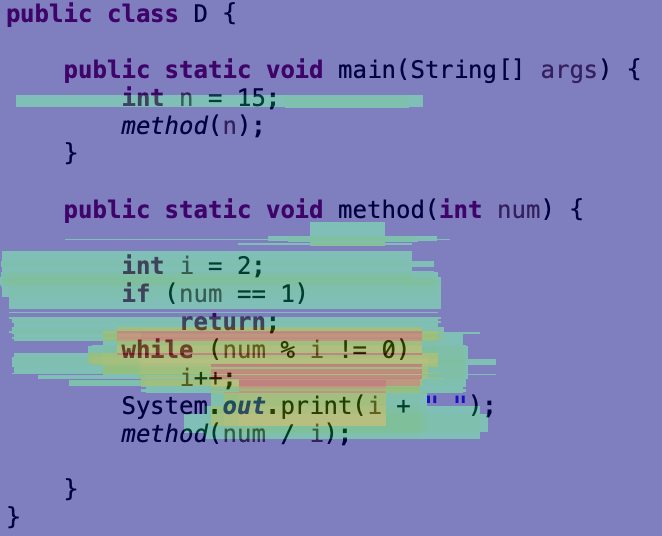 public class D {
public static void main(String[] args) {
int n = 15;
method(n);
}
public static void method(int num) {
int i = 2;
if (num == 1)
return;
while (num % i != 0)
i++;
System.out.print(i + " ");
method(num / i);
}
}